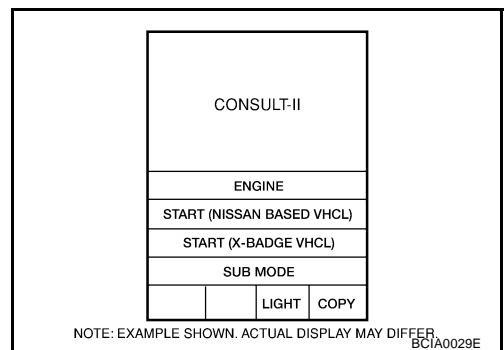 CONSULT-II
ENGINE
START (NISSAN BASED VHCL)
START (X-BADGE VHCL)
SUB MODE
LIGHT COPY
NOTE: EXAMPLE SHOWN. ACTUAL DISPLAY MAY DIFFER.
BCIA0029E